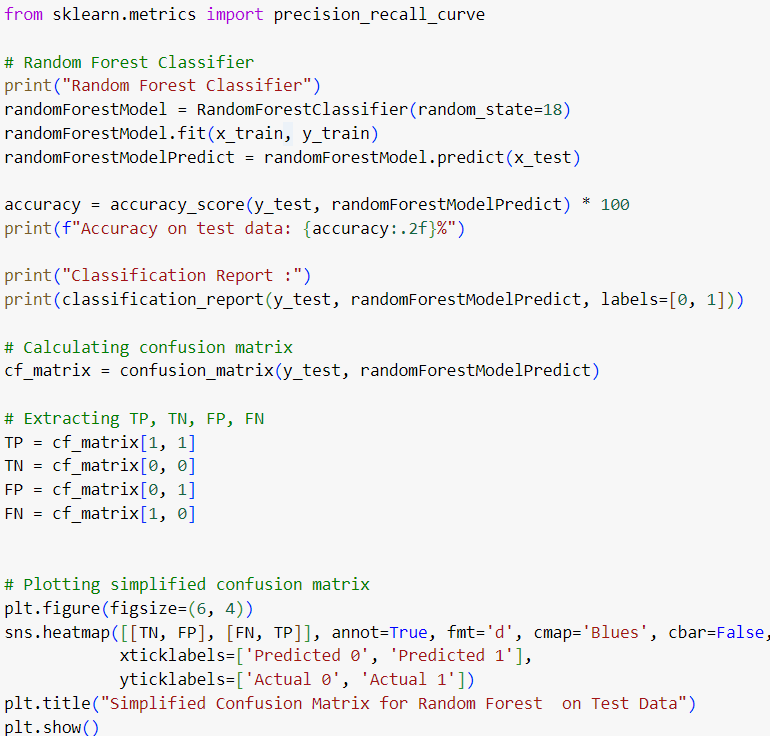 from sklearn.metrics import precision_recall_curve

# Random Forest Classifier
print("Random Forest Classifier")
randomForestModel = RandomForestClassifier(random_state=18)
randomForestModel.fit(x_train, y_train)
randomForestModelPredict = randomForestModel.predict(x_test)

accuracy = accuracy_score(y_test, randomForestModelPredict) * 100
print(f"Accuracy on test data: {accuracy:.2f}%")

print("Classification Report :")
print(classification_report(y_test, randomForestModelPredict, labels=[0, 1]))

# Calculating confusion matrix
cf_matrix = confusion_matrix(y_test, randomForestModelPredict)

# Extracting TP, TN, FP, FN
TP = cf_matrix[1, 1]
TN = cf_matrix[0, 0]
FP = cf_matrix[0, 1]
FN = cf_matrix[1, 0]


# Plotting simplified confusion matrix
plt.figure(figsize=(6, 4))
sns.heatmap([[TN, FP], [FN, TP]], annot=True, fmt='d', cmap='Blues', cbar=False,
            xticklabels=['Predicted 0', 'Predicted 1'],
            yticklabels=['Actual 0', 'Actual 1'])
plt.title("Simplified Confusion Matrix for Random Forest  on Test Data")
plt.show()